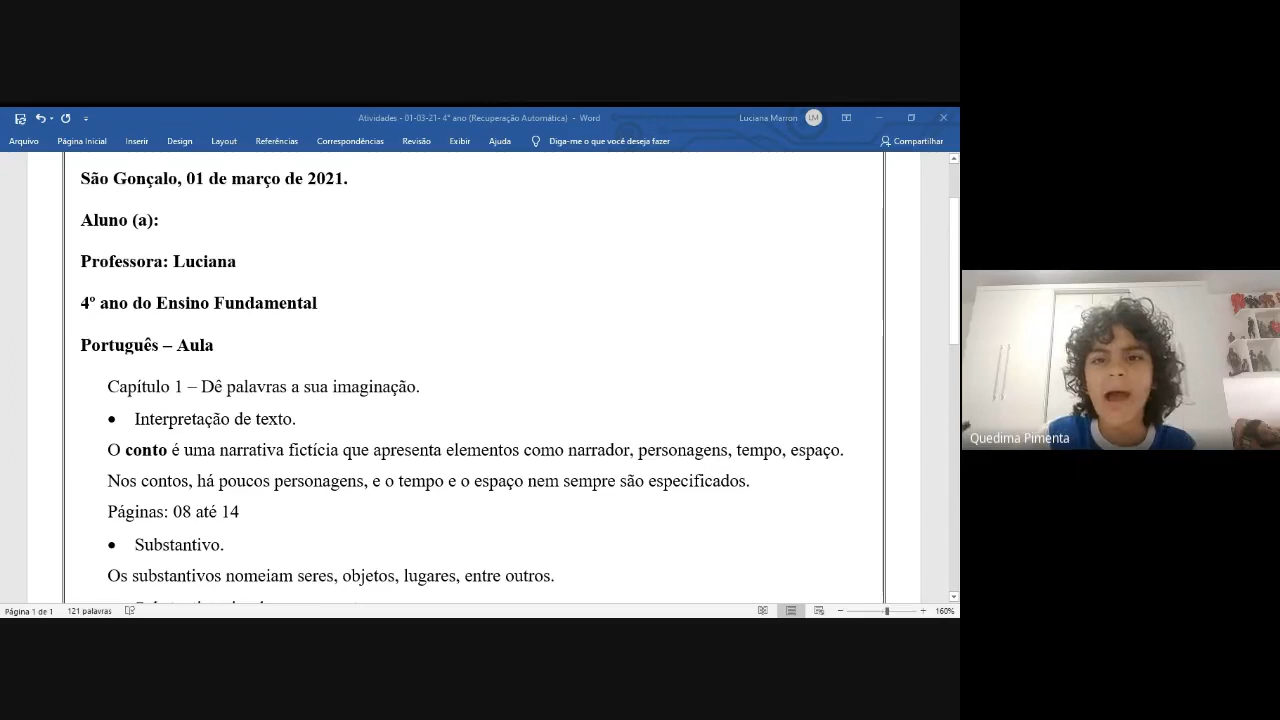 Atividades - 01-03-21- 4° ano (Recuperação Automática) - Word
Luciana Marron
LM
Arquivo
Página Inicial
Inserir
Design
Layout
Referências
Correspondências
Revisão
Exibir
Ajuda
Diga-me o que você deseja fazer
Compartilhar
São Gonçalo, 01 de março de 2021.
Aluno (a):
Professora: Luciana
4º ano do Ensino Fundamental
Português – Aula
Capítulo 1 – Dê palavras a sua imaginação.
• Interpretação de texto.
O conto é uma narrativa fictícia que apresenta elementos como narrador, personagens, tempo, espaço.
Nos contos, há poucos personagens, e o tempo e o espaço nem sempre são especificados.
Páginas: 08 até 14
• Substantivo.
Os substantivos nomeiam seres, objetos, lugares, entre outros.
Página 1 de 1
121 palavras
160%
Quedima Pimenta